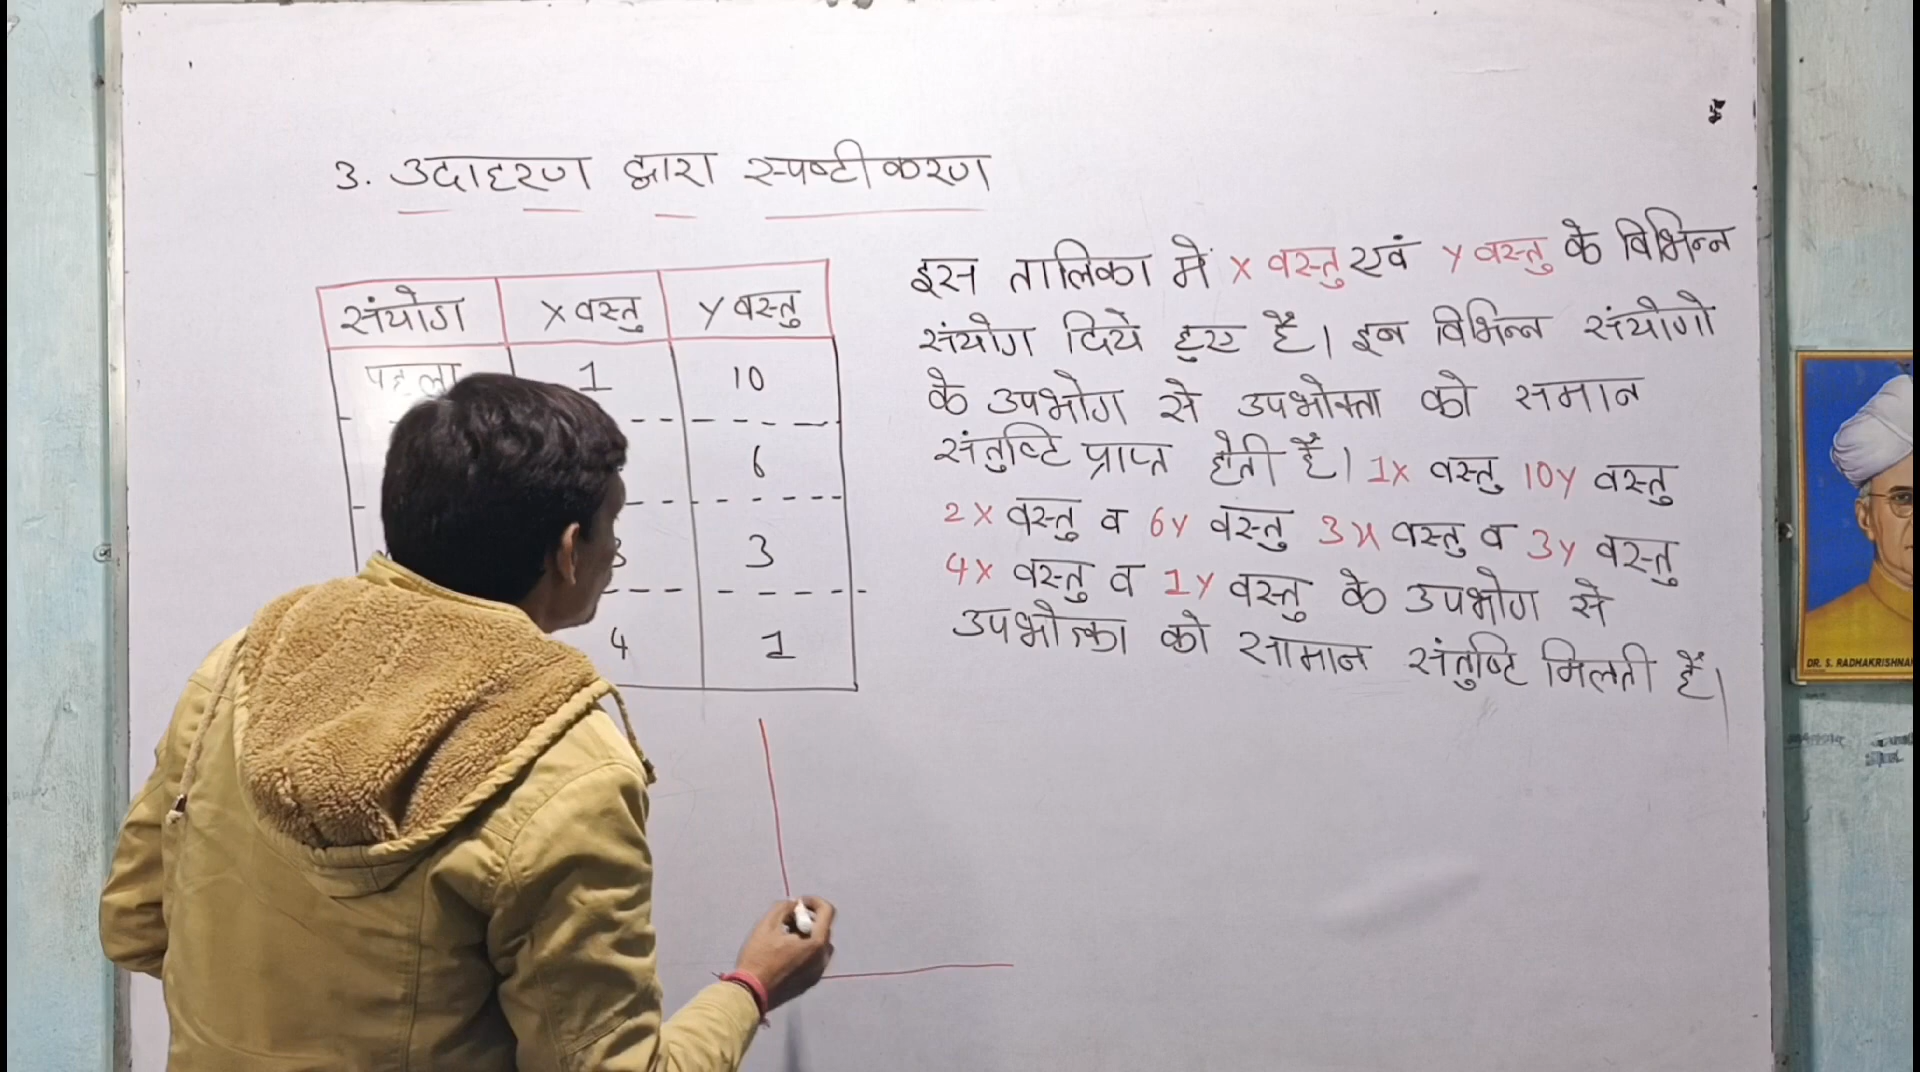 3. उदाहरण द्वारा स्पष्टीकरण
संयोग X वस्तु Y वस्तु
पहला 1 10
6
3 3
4 1
इस तालिका में X वस्तु एवं Y वस्तु के विभिन्न
संयोग दिये हुए हैं। इन विभिन्न संयोगो
के उपभोग से उपभोक्ता को समान
संतुष्टि प्राप्त होती हैं। 1X वस्तु 10Y वस्तु
2X वस्तु व 6Y वस्तु 3X वस्तु व 3Y वस्तु
4X वस्तु व 1Y वस्तु के उपभोग से
उपभोक्ता को सामान संतुष्टि मिलती हैं।
DR. S. RADHAKRISHNA